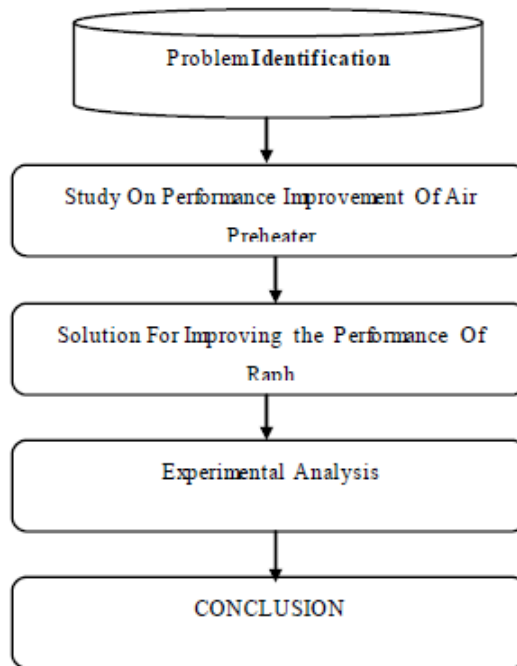 Problem Identification
Study On Performance Improvement Of Air
Preheater
Solution For Improving the Performance Of
Raph
Experimental Analysis
CONCLUSION